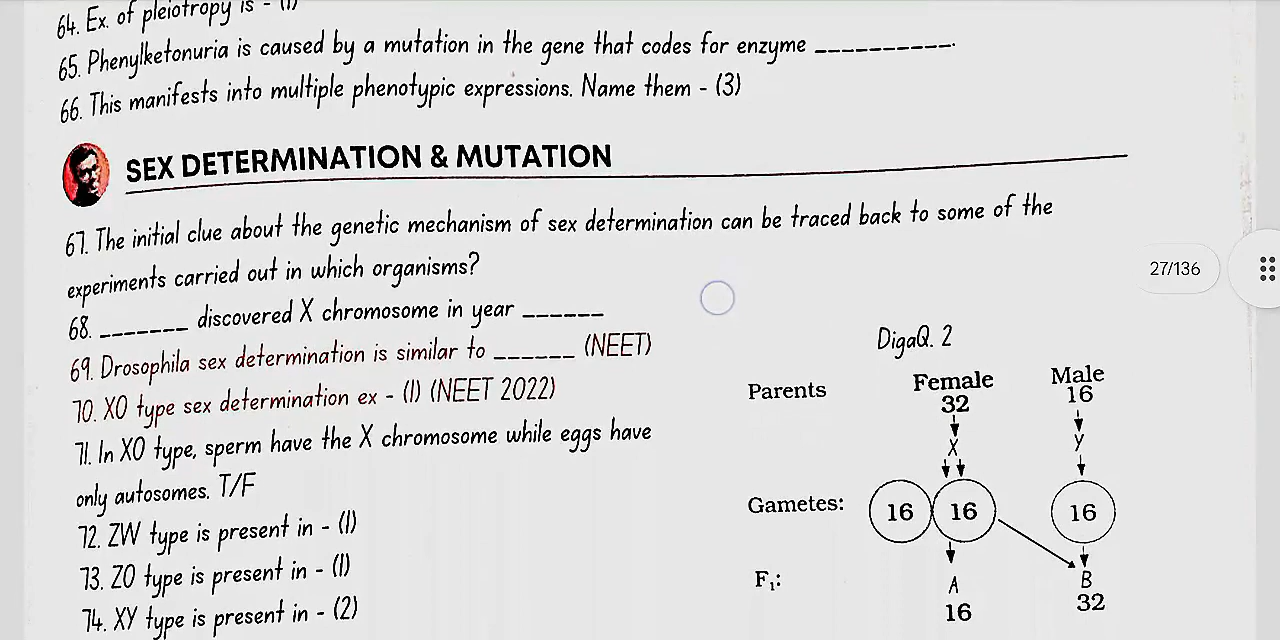 64. Ex. of pleiotropy is - (1)
65. Phenylketonuria is caused by a mutation in the gene that codes for enzyme __________.
66. This manifests into multiple phenotypic expressions. Name them - (3)
SEX DETERMINATION & MUTATION
67. The initial clue about the genetic mechanism of sex determination can be traced back to some of the
experiments carried out in which organisms?
68. _______ discovered X chromosome in year ______
69. Drosophila sex determination is similar to ______ (NEET)
70. XO type sex determination ex - (1) (NEET 2022)
71. In XO type, sperm have the X chromosome while eggs have
only autosomes. T/F
72. ZW type is present in - (1)
73. ZO type is present in - (1)
74. XY type is present in - (2)
27/136
DigaQ. 2
Parents Female Male
32 16
X Y
Gametes: 16 16 16
F₁: A B
16 32